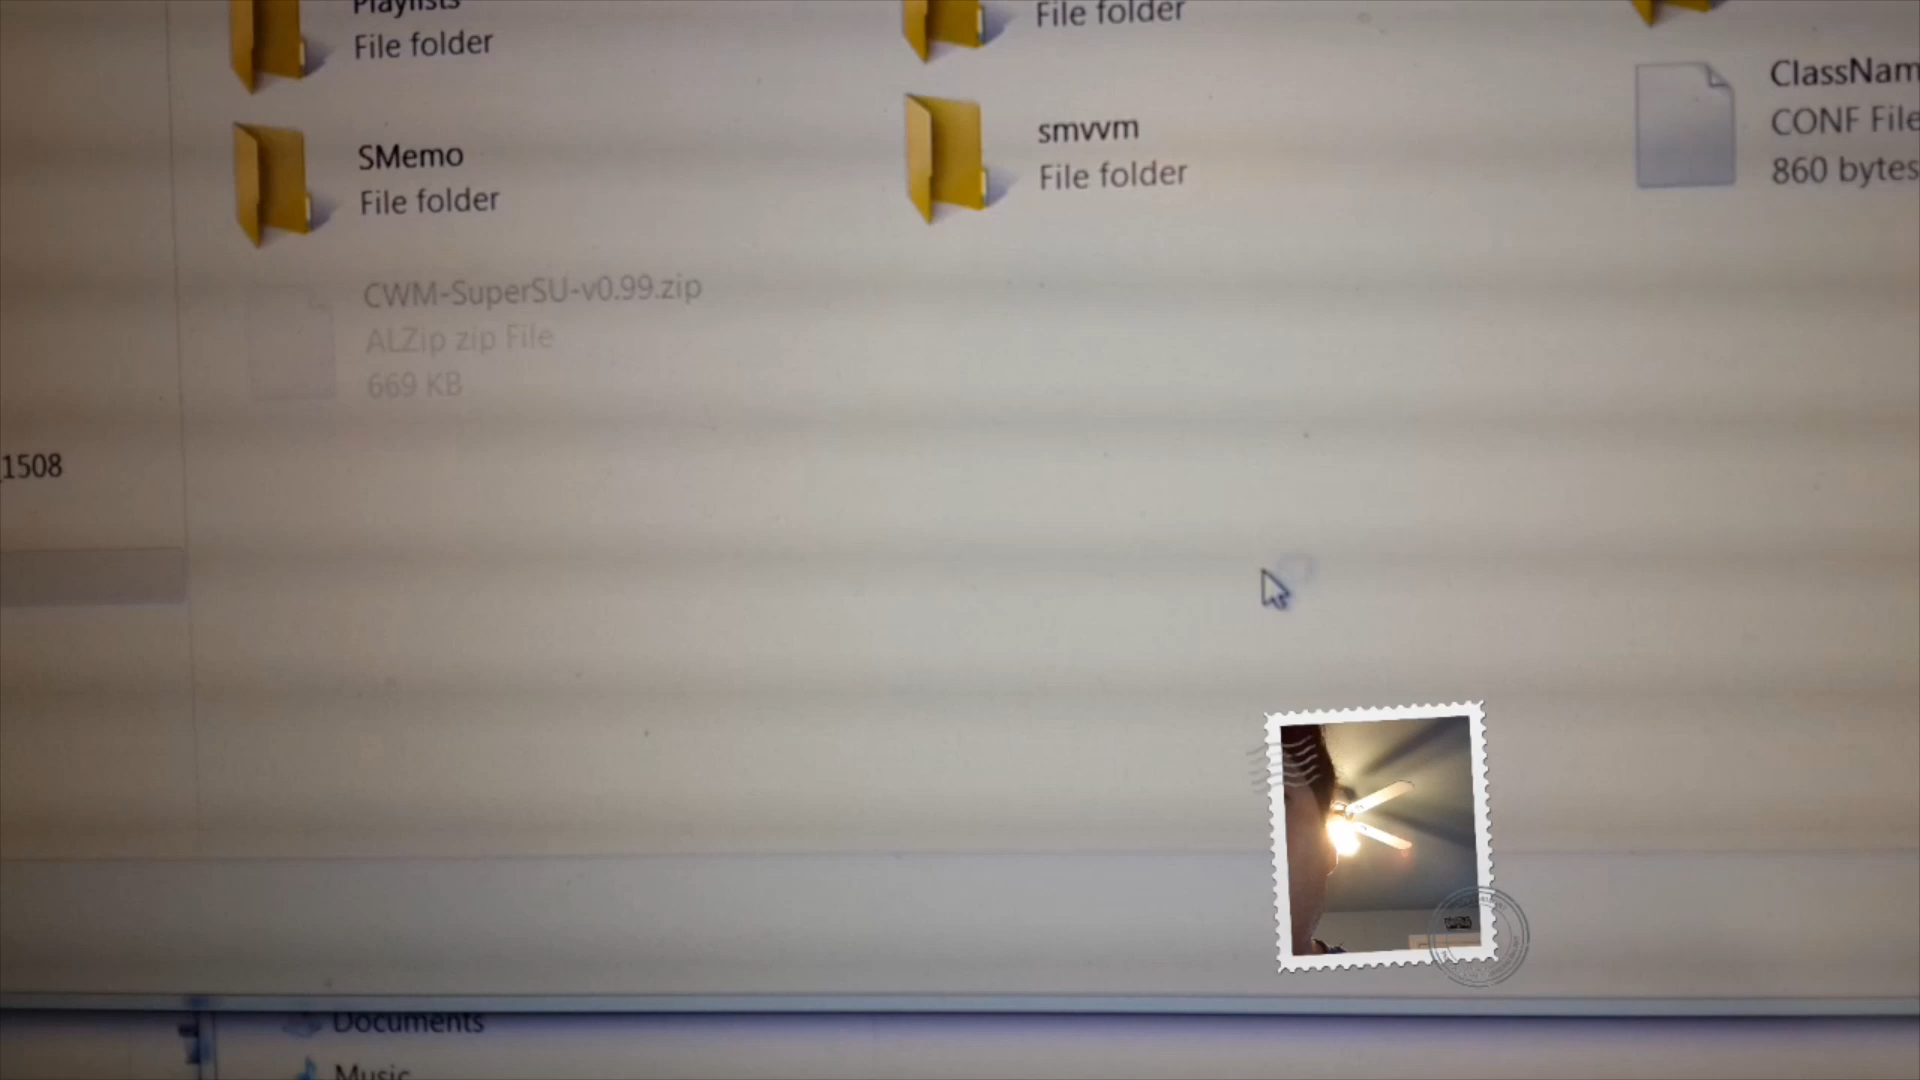 Playlists
File folder
File folder
SMemo
File folder
smvvm
File folder
ClassNam
CONF File
860 bytes
CWM-SuperSU-v0.99.zip
ALZip zip File
669 KB
_1508
Documents
Music